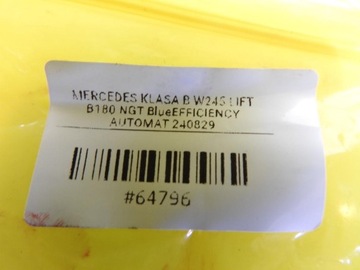 MERCEDES KLASA B W245 LIFT
B180 NGT BlueEFFICIENCY
AUTOMAT 240829
#64796